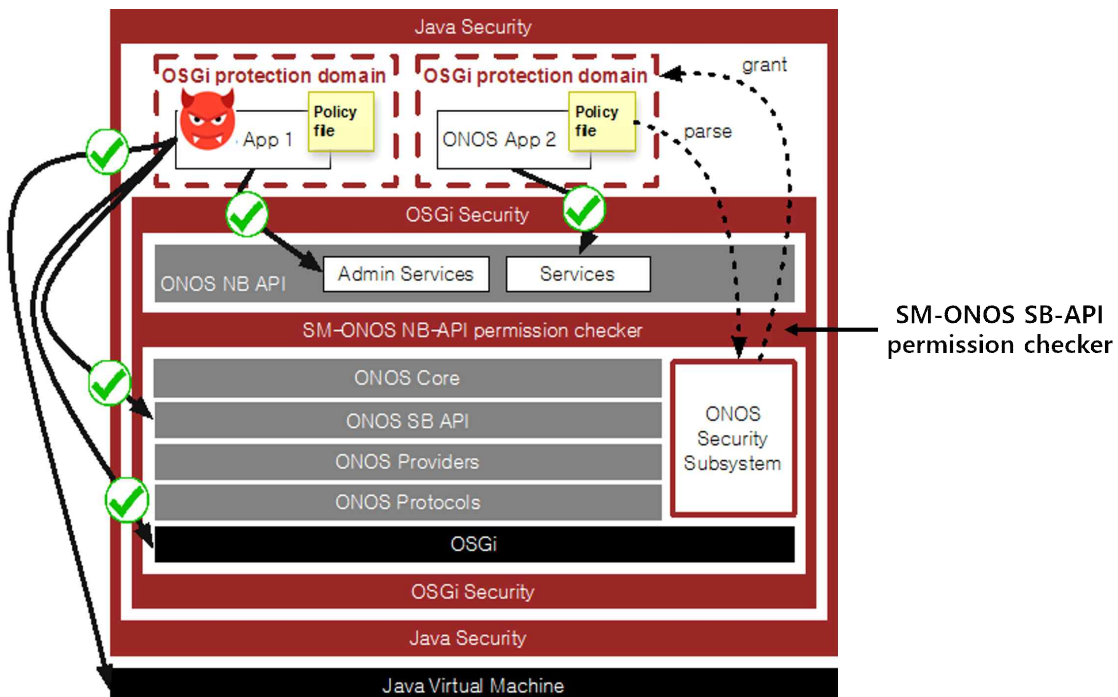 Java Security
OSGi protection domain
OSGi protection domain
grant
Policy
file
Policy
file
parse
App 1
ONOS App 2
OSGi Security
Admin Services
Services
ONOS NB API
SM-ONOS NB-API permission checker
SM-ONOS SB-API
permission checker
ONOS Core
ONOS SB API
ONOS
Security
Subsystem
ONOS Providers
ONOS Protocols
OSGi
OSGi Security
Java Security
Java Virtual Machine